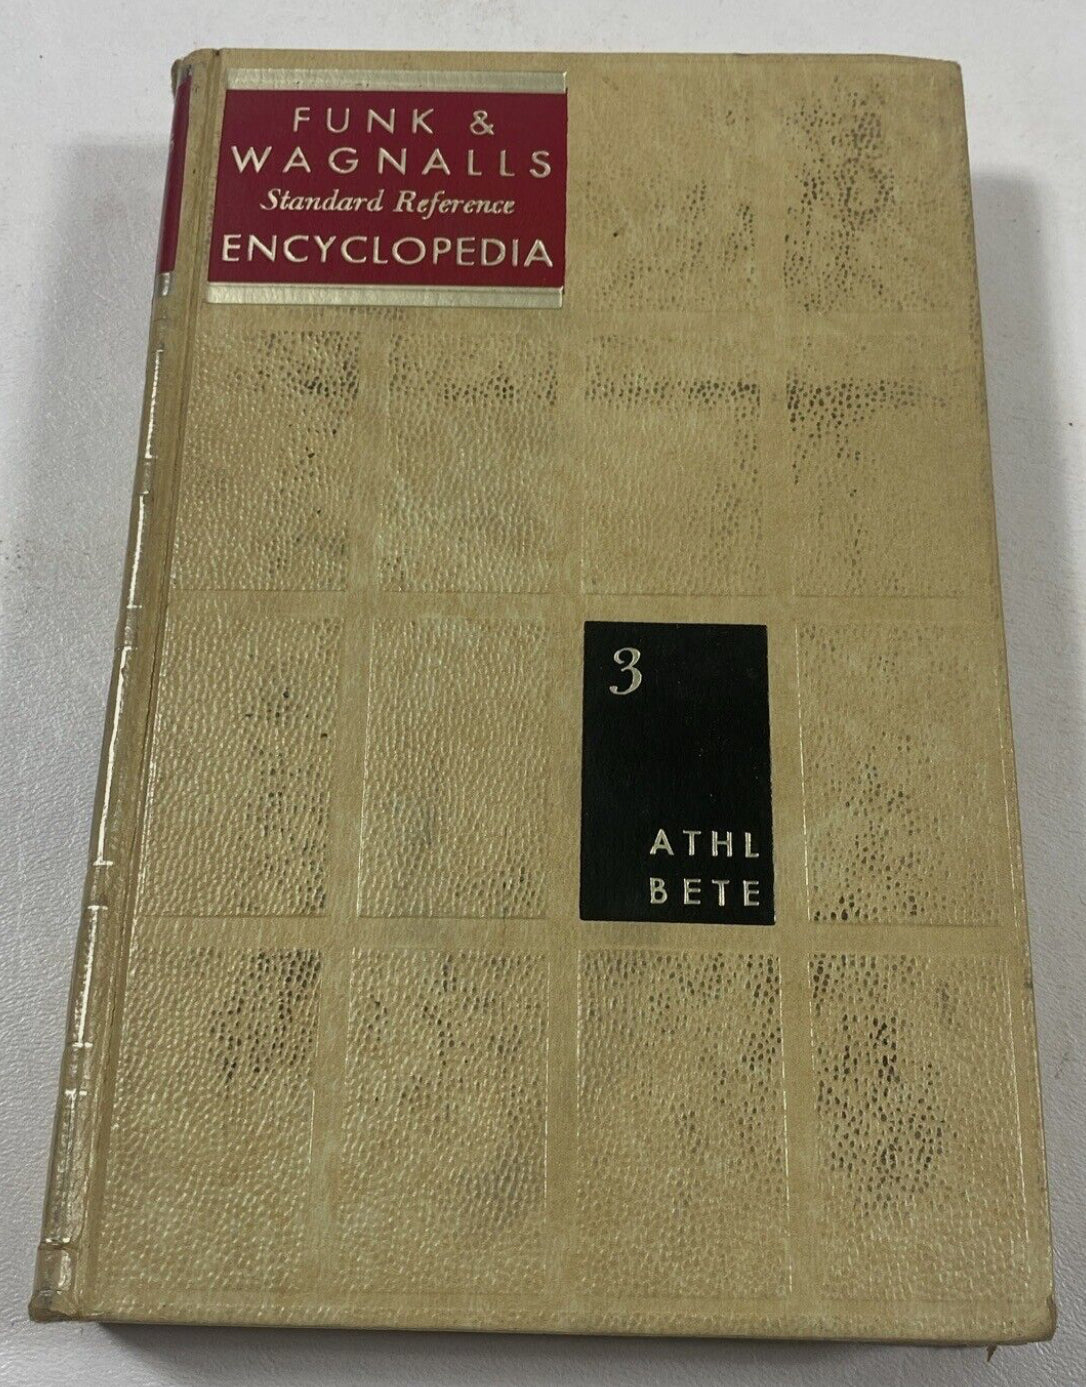 FUNK &
WAGNALLS
Standard Reference
ENCYCLOPEDIA
3
ATHL
BETE